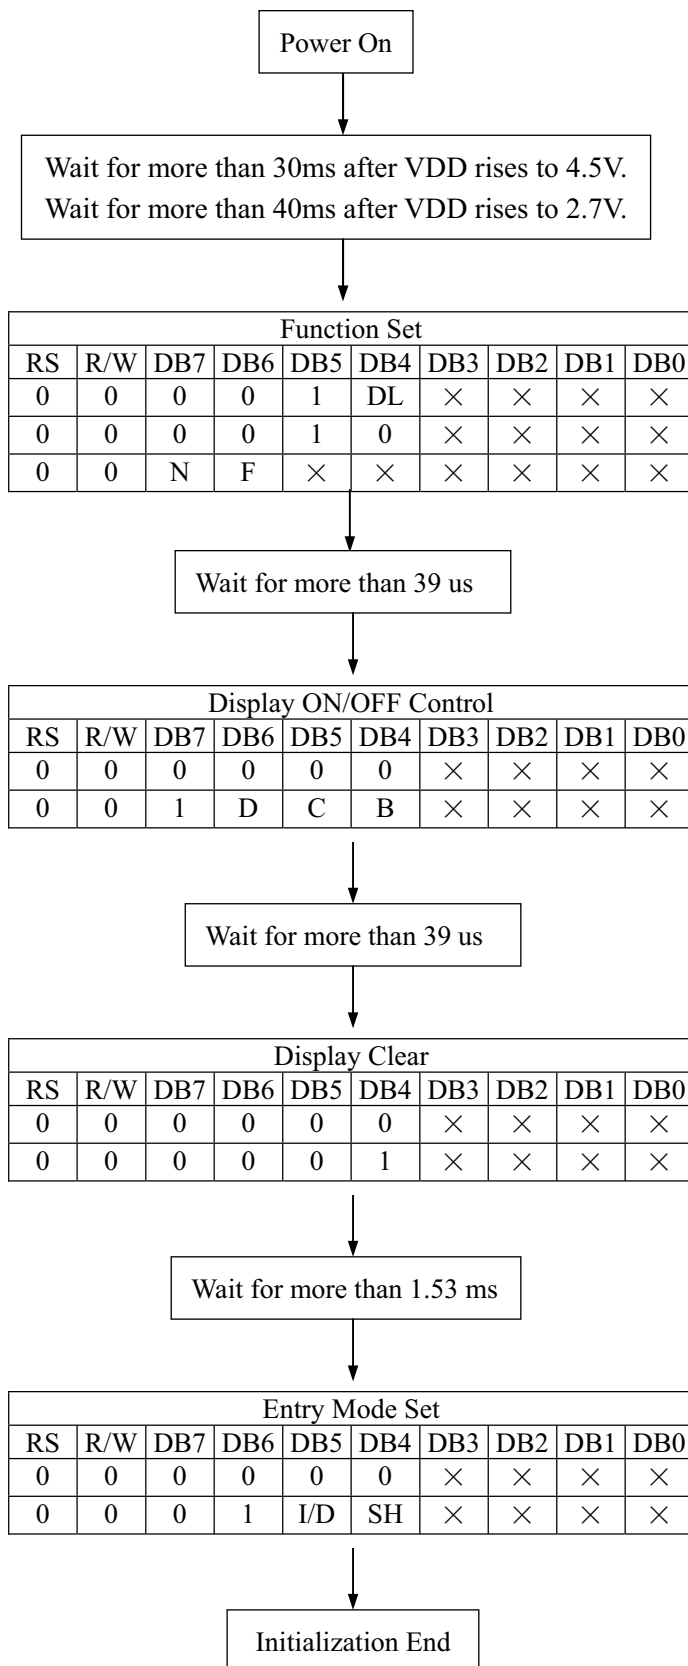 Power On
Wait for more than 30ms after VDD rises to 4.5V.
Wait for more than 40ms after VDD rises to 2.7V.
Function Set
RS R/W DB7 DB6 DB5 DB4 DB3 DB2 DB1 DB0
0 0 0 0 1 DL × × × ×
0 0 0 0 1 0 × × × ×
0 0 N F × × × × × ×
Wait for more than 39 us
Display ON/OFF Control
RS R/W DB7 DB6 DB5 DB4 DB3 DB2 DB1 DB0
0 0 0 0 0 0 × × × ×
0 0 1 D C B × × × ×
Wait for more than 39 us
Display Clear
RS R/W DB7 DB6 DB5 DB4 DB3 DB2 DB1 DB0
0 0 0 0 0 0 × × × ×
0 0 0 0 0 1 × × × ×
Wait for more than 1.53 ms
Entry Mode Set
RS R/W DB7 DB6 DB5 DB4 DB3 DB2 DB1 DB0
0 0 0 0 0 0 × × × ×
0 0 0 1 I/D SH × × × ×
Initialization End